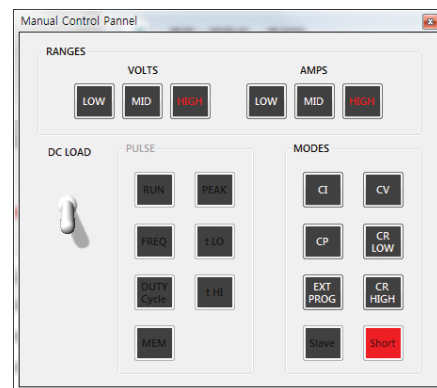 Manual Control Pannel
RANGES
VOLTS
AMPS
LOW MID HIGH
LOW MID HIGH
DC LOAD
PULSE
RUN PEAK
FREQ t LO
DUTY
Cycle
t HI
MEM
MODES
CI CV
CP
CR
LOW
EXT
PROG
CR
HIGH
Slave Short